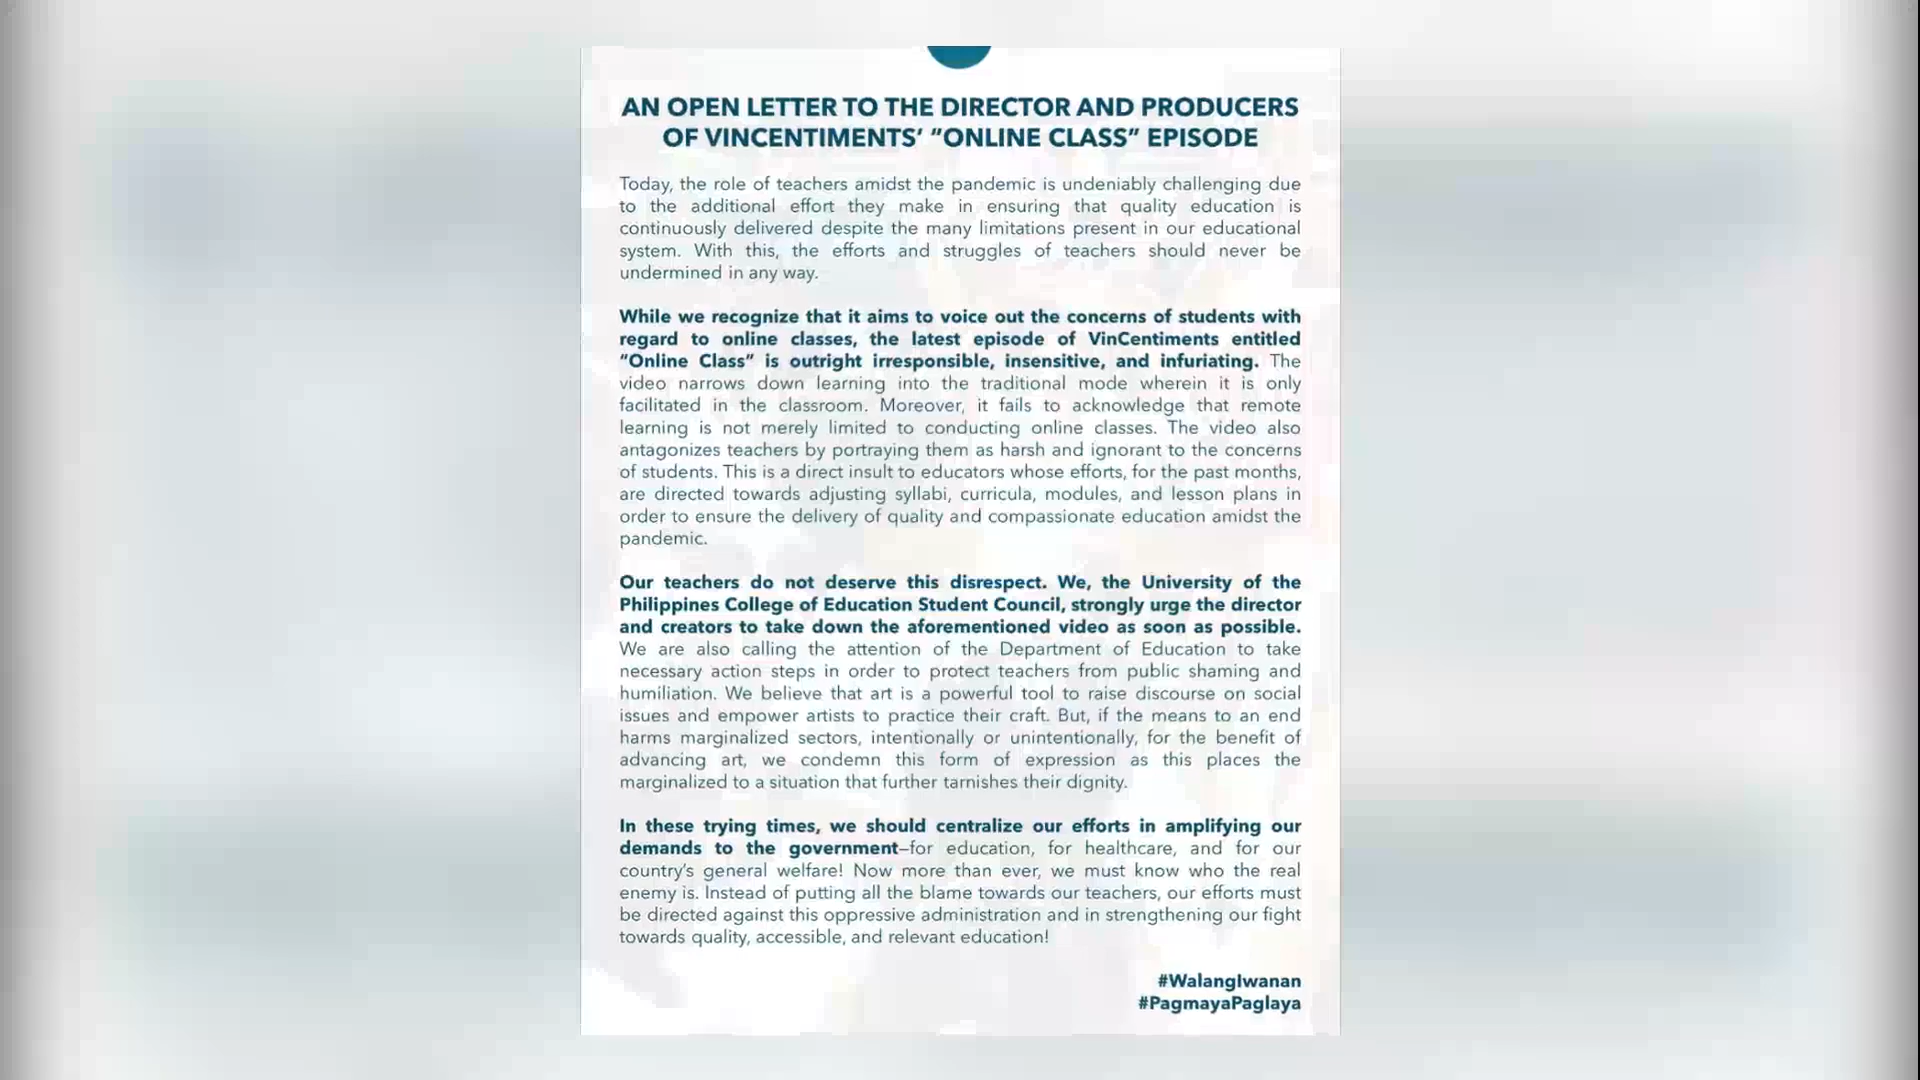 AN OPEN LETTER TO THE DIRECTOR AND PRODUCERS
OF VINCENTIMENTS' "ONLINE CLASS" EPISODE
Today, the role of teachers amidst the pandemic is undeniably challenging due
to the additional effort they make in ensuring that quality education is
continuously delivered despite the many limitations present in our educational
system. With this, the efforts and struggles of teachers should never be
undermined in any way.
While we recognize that it aims to voice out the concerns of students with
regard to online classes, the latest episode of VinCentiments entitled
"Online Class" is outright irresponsible, insensitive, and infuriating. The
video narrows down learning into the traditional mode wherein it is only
facilitated in the classroom. Moreover, it fails to acknowledge that remote
learning is not merely limited to conducting online classes. The video also
antagonizes teachers by portraying them as harsh and ignorant to the concerns
of students. This is a direct insult to educators whose efforts, for the past months,
are directed towards adjusting syllabi, curricula, modules, and lesson plans in
order to ensure the delivery of quality and compassionate education amidst the
pandemic.
Our teachers do not deserve this disrespect. We, the University of the
Philippines College of Education Student Council, strongly urge the director
and creators to take down the aforementioned video as soon as possible.
We are also calling the attention of the Department of Education to take
necessary action steps in order to protect teachers from public shaming and
humiliation. We believe that art is a powerful tool to raise discourse on social
issues and empower artists to practice their craft. But, if the means to an end
harms marginalized sectors, intentionally or unintentionally, for the benefit of
advancing art, we condemn this form of expression as this places the
marginalized to a situation that further tarnishes their dignity.
In these trying times, we should centralize our efforts in amplifying our
demands to the government—for education, for healthcare, and for our
country's general welfare! Now more than ever, we must know who the real
enemy is. Instead of putting all the blame towards our teachers, our efforts must
be directed against this oppressive administration and in strengthening our fight
towards quality, accessible, and relevant education!
#WalangIwanan
#PagmayaPaglaya